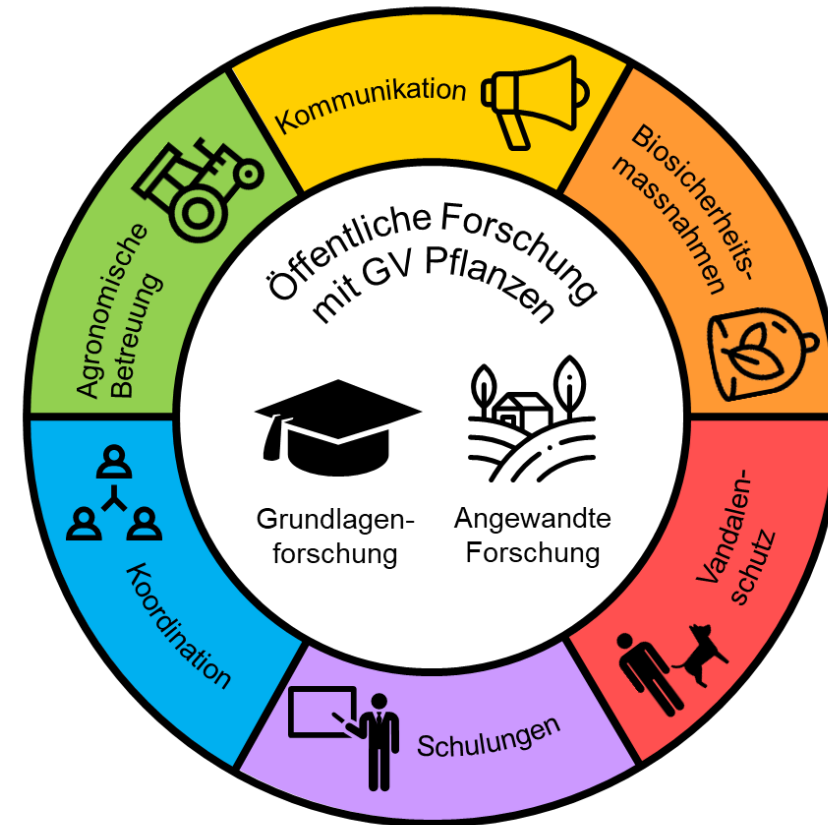 Kommunikation
Biosicherheits-
massnahmen
Vandalen-
schutz
Schulungen
Koordination
Agronomische
Betreuung
Öffentliche Forschung
mit GV Pflanzen
Grundlagen-
forschung
Angewandte
Forschung